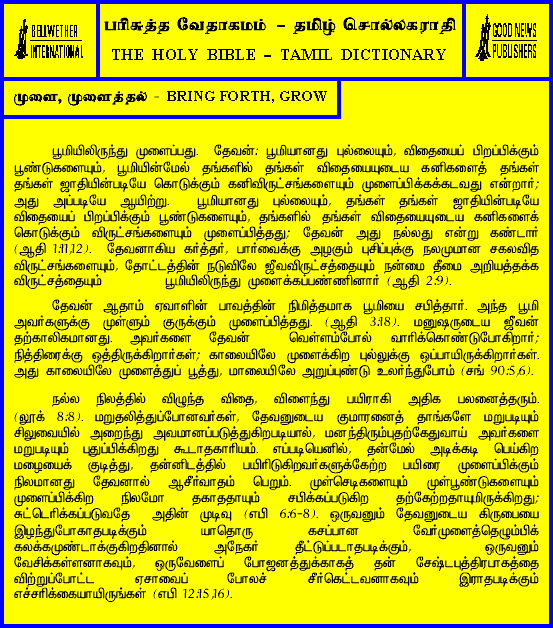 BELLWETHER
INTERNATIONAL
பரிசுத்த வேதாகமம் – தமிழ் சொல்லகராதி
THE HOLY BIBLE – TAMIL DICTIONARY
GOOD NEWS
PUBLISHERS
முளை, முளைத்தல் - BRING FORTH, GROW
பூமியிலிருந்து முளைப்பது. தேவன்: பூமியானது புல்லையும், விதையைப் பிறப்பிக்கும்
பூண்டுகளையும், பூமியின்மேல் தங்களில் தங்கள் விதையையுடைய கனிகளைத் தங்கள்
தங்கள் ஜாதியின்படியே கொடுக்கும் கனிவிருட்சங்களையும் முளைப்பிக்கக்கடவது என்றார்;
அது அப்படியே ஆயிற்று. பூமியானது புல்லையும், தங்கள் தங்கள் ஜாதியின்படியே
விதையைப் பிறப்பிக்கும் பூண்டுகளையும், தங்களில் தங்கள் விதையையுடைய கனிகளைக்
கொடுக்கும் விருட்சங்களையும் முளைப்பித்தது; தேவன் அது நல்லது என்று கண்டார்
(ஆதி 1:11,12). தேவனாகிய கர்த்தர், பார்வைக்கு அழகும் புசிப்புக்கு நலமுமான சகலவித
விருட்சங்களையும், தோட்டத்தின் நடுவிலே ஜீவவிருட்சத்தையும் நன்மை தீமை அறியத்தக்க
விருட்சத்தையும் பூமியிலிருந்து முளைக்கப்பண்ணினார் (ஆதி 2:9).
தேவன் ஆதாம் ஏவாளின் பாவத்தின் நிமித்தமாக பூமியை சபித்தார். அந்த பூமி
அவர்களுக்கு முள்ளும் குருக்கும் முளைப்பித்தது. (ஆதி 3:18). மனுஷருடைய ஜீவன்
தற்காலிகமானது. அவர்களை தேவன் வெள்ளம்போல் வாரிக்கொண்டுபோகிறார்;
நித்திரைக்கு ஒத்திருக்கிறார்கள்; காலையிலே முளைக்கிற புல்லுக்கு ஒப்பாயிருக்கிறார்கள்.
அது காலையிலே முளைத்துப் பூத்து, மாலையிலே அறுப்புண்டு உலர்ந்துபோம் (சங் 90:5,6).
நல்ல நிலத்தில் விழுந்த விதை, விளைந்து பயிராகி அதிக பலனைத்தரும்.
(லூக் 8:8). மறுதலித்துப்போனவர்கள், தேவனுடைய குமாரனைத் தாங்களே மறுபடியும்
சிலுவையில் அறைந்து அவமானப்படுத்துகிறபடியால், மனந்திரும்புதற்கேதுவாய் அவர்களை
மறுபடியும் புதுப்பிக்கிறது கூடாதகாரியம். எப்படியெனில், தன்மேல் அடிக்கடி பெய்கிற
மழையைக் குடித்து, தன்னிடத்தில் பயிரிடுகிறவர்களுக்கேற்ற பயிரை முளைப்பிக்கும்
நிலமானது தேவனால் ஆசீர்வாதம் பெறும். முள்செடிகளையும் முள்பூண்டுகளையும்
முளைப்பிக்கிற நிலமோ தகாததாயும் சபிக்கப்படுகிற தற்கேற்றதாயுமிருக்கிறது;
சுட்டெரிக்கப்படுவதே அதின் முடிவு (எபி 6:6-8). ஒருவனும் தேவனுடைய கிருபையை
இழந்துபோகாதபடிக்கும் யாதொரு கசப்பான வேர்முளைத்தெழும்பிக்
கலக்கமுண்டாக்குகிறதினால் அநேகர் தீட்டுப்படாதபடிக்கும், ஒருவனும்
வேசிக்கள்ளனாகவும், ஒருவேளைப் போஜனத்துக்காகத் தன் சேஷ்டபுத்திரபாகத்தை
விற்றுப்போட்ட ஏசாவைப் போலச் சீர்கெட்டவனாகவும் இராதபடிக்கும்
எச்சரிக்கையாயிருங்கள் (எபி 12:15,16).